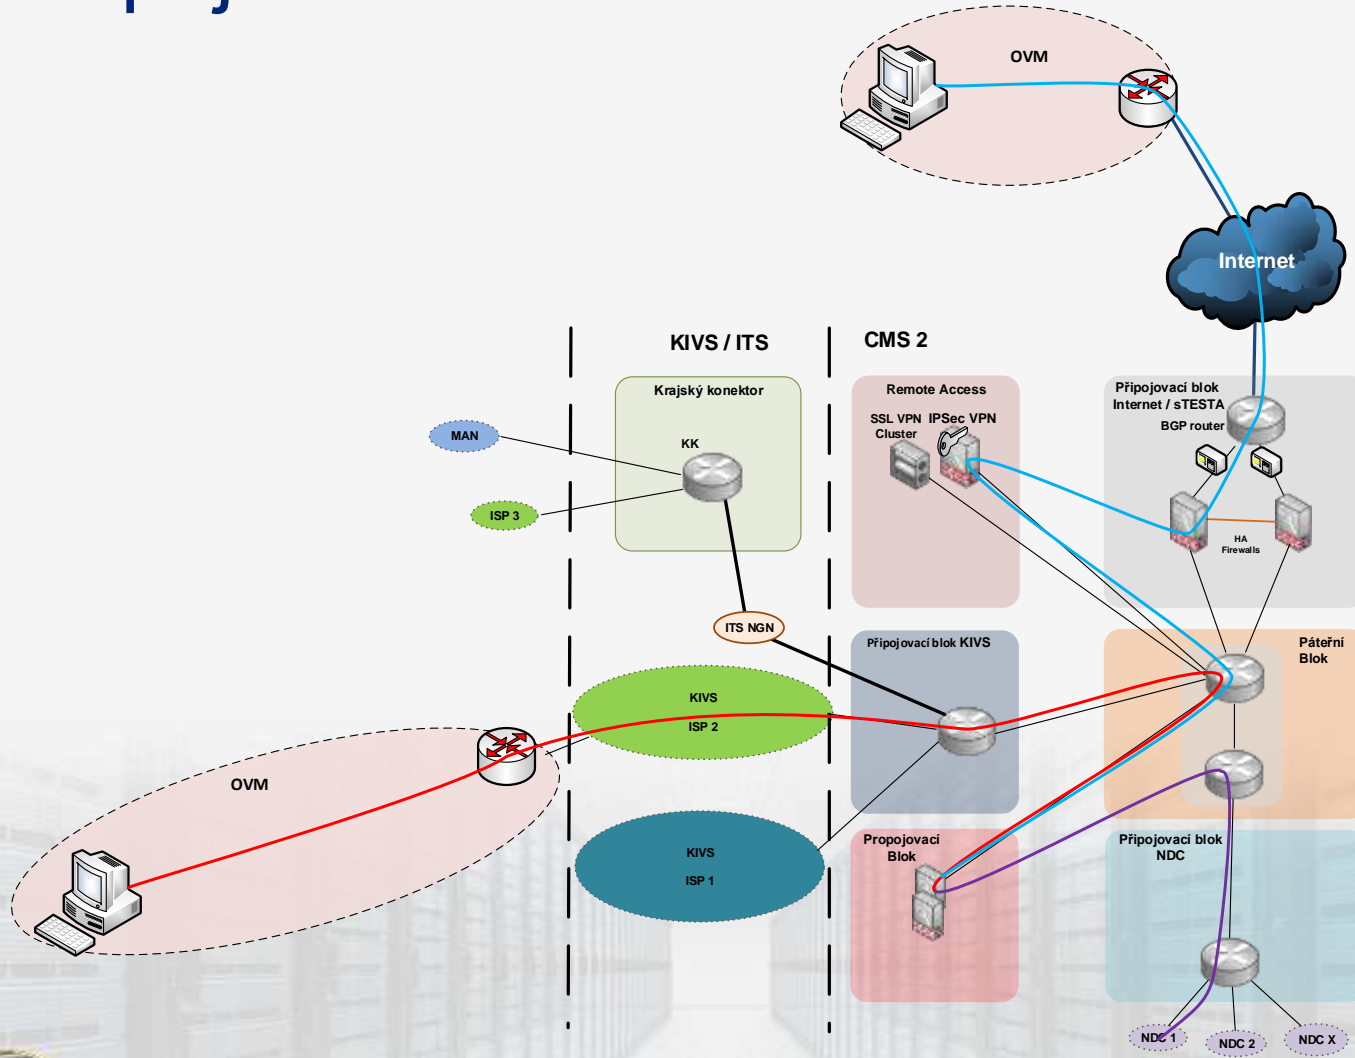 OVM
Internet
KIVS / ITS
CMS 2
Krajský konektor
KK
MAN
ISP 3
ITS NGN
Remote Access
SSL VPN
Cluster
IPSec VPN
Připojovací blok
Internet / sTESTA
BGP router
HA
Firewalls
Připojovací blok KIVS
Páteřní
Blok
KIVS
ISP 2
OVM
KIVS
ISP 1
Propojovací
Blok
Připojovací blok
NDC
NDC 1
NDC 2
NDC X